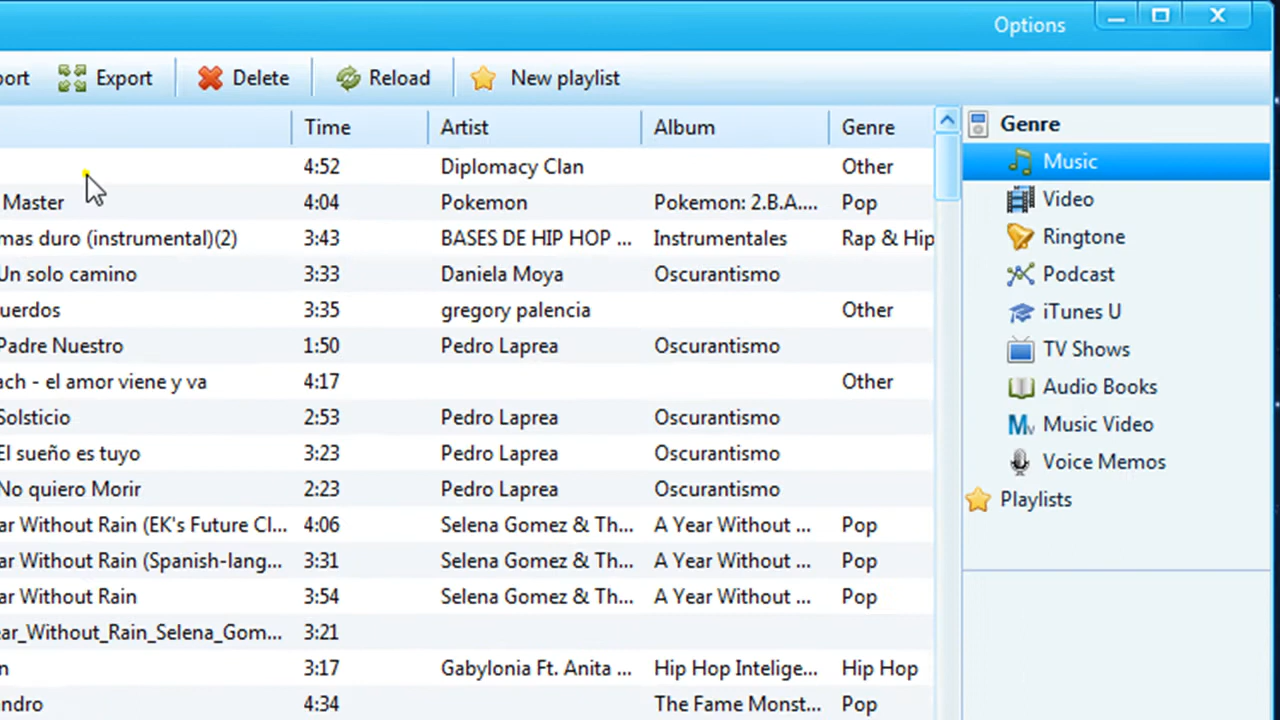 Options
port Export Delete Reload New playlist
Time Artist Album Genre
4:52 Diplomacy Clan Other
Master 4:04 Pokemon Pokemon: 2.B.A.... Pop
mas duro (instrumental)(2) 3:43 BASES DE HIP HOP ... Instrumentales Rap & Hip
Un solo camino 3:33 Daniela Moya Oscurantismo
uerdos 3:35 gregory palencia Other
Padre Nuestro 1:50 Pedro Laprea Oscurantismo
ach - el amor viene y va 4:17 Other
Solsticio 2:53 Pedro Laprea Oscurantismo
El sueño es tuyo 3:23 Pedro Laprea Oscurantismo
No quiero Morir 2:23 Pedro Laprea Oscurantismo
ar Without Rain (EK's Future Cl... 4:06 Selena Gomez & Th... A Year Without ... Pop
ar Without Rain (Spanish-lang... 3:31 Selena Gomez & Th... A Year Without ... Pop
ar Without Rain 3:54 Selena Gomez & Th... A Year Without ... Pop
ear_Without_Rain_Selena_Gom... 3:21
n 3:17 Gabylonia Ft. Anita ... Hip Hop Intelige... Hip Hop
andro 4:34 The Fame Monst... Pop
Genre
Music
Video
Ringtone
Podcast
iTunes U
TV Shows
Audio Books
Music Video
Voice Memos
Playlists